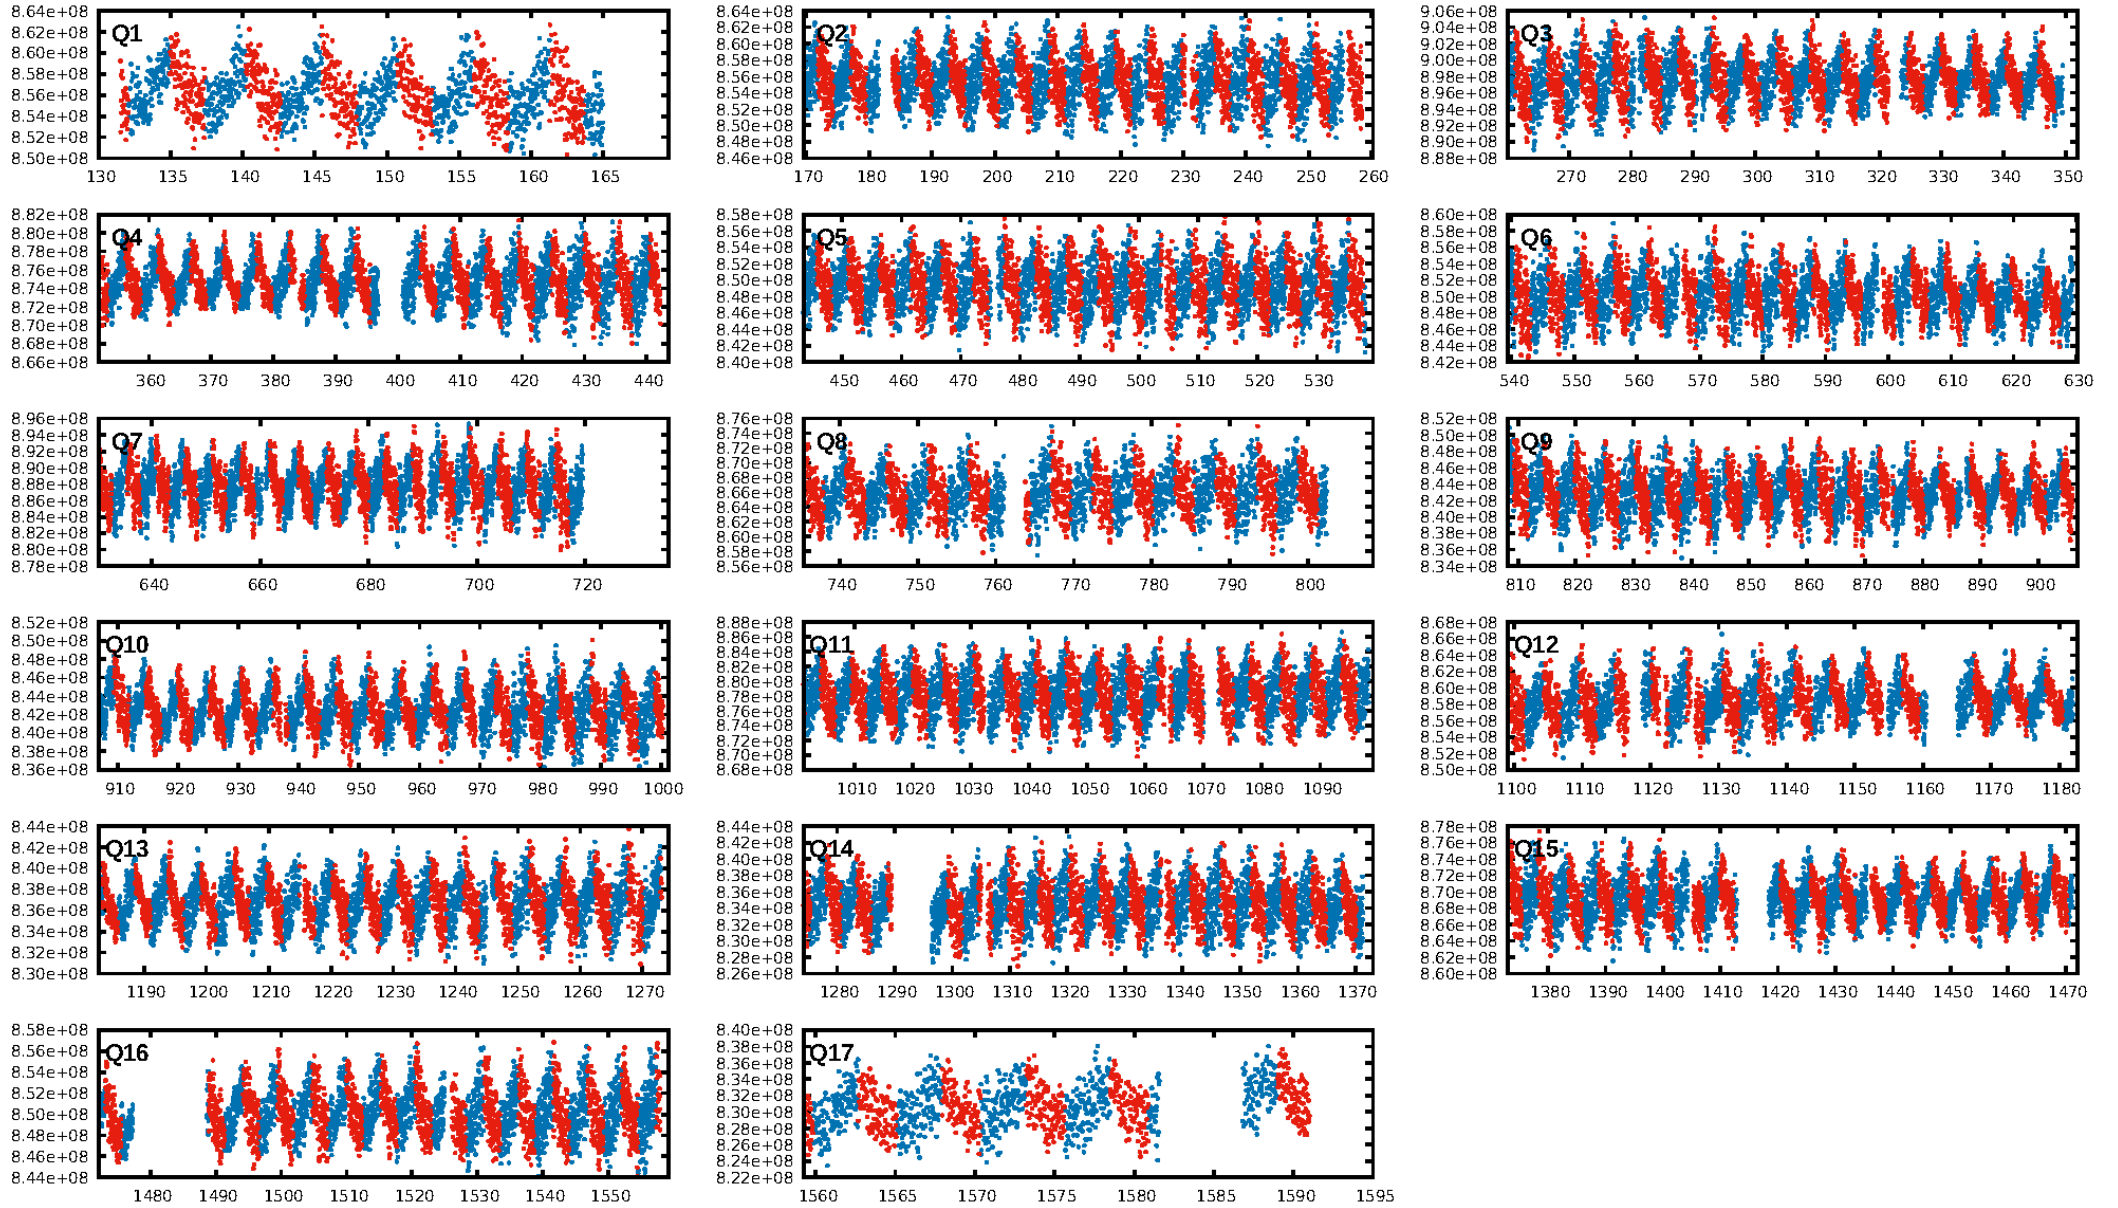 8.64e+08 8.62e+08 8.60e+08 8.58e+08 8.56e+08 8.54e+08 8.52e+08 8.50e+08
Q1
130 135 140 145 150 155 160 165
8.64e+08 8.62e+08 8.60e+08 8.58e+08 8.56e+08 8.54e+08 8.52e+08 8.50e+08 8.48e+08 8.46e+08
Q2
170 180 190 200 210 220 230 240 250 260
9.06e+08 9.04e+08 9.02e+08 9.00e+08 8.98e+08 8.96e+08 8.94e+08 8.92e+08 8.90e+08 8.88e+08
Q3
270 280 290 300 310 320 330 340 350
8.82e+08 8.80e+08 8.78e+08 8.76e+08 8.74e+08 8.72e+08 8.70e+08 8.68e+08 8.66e+08
Q4
360 370 380 390 400 410 420 430 440
8.58e+08 8.56e+08 8.54e+08 8.52e+08 8.50e+08 8.48e+08 8.46e+08 8.44e+08 8.42e+08 8.40e+08
Q5
450 460 470 480 490 500 510 520 530
8.60e+08 8.58e+08 8.56e+08 8.54e+08 8.52e+08 8.50e+08 8.48e+08 8.46e+08 8.44e+08 8.42e+08
Q6
540 550 560 570 580 590 600 610 620 630
8.96e+08 8.94e+08 8.92e+08 8.90e+08 8.88e+08 8.86e+08 8.84e+08 8.82e+08 8.80e+08 8.78e+08
Q7
640 660 680 700 720
8.76e+08 8.74e+08 8.72e+08 8.70e+08 8.68e+08 8.66e+08 8.64e+08 8.62e+08 8.60e+08 8.58e+08 8.56e+08
Q8
740 750 760 770 780 790 800
8.52e+08 8.50e+08 8.48e+08 8.46e+08 8.44e+08 8.42e+08 8.40e+08 8.38e+08 8.36e+08 8.34e+08
Q9
810 820 830 840 850 860 870 880 890 900
8.52e+08 8.50e+08 8.48e+08 8.46e+08 8.44e+08 8.42e+08 8.40e+08 8.38e+08 8.36e+08
Q10
910 920 930 940 950 960 970 980 990 1000
8.88e+08 8.86e+08 8.84e+08 8.82e+08 8.80e+08 8.78e+08 8.76e+08 8.74e+08 8.72e+08 8.70e+08 8.68e+08
Q11
1010 1020 1030 1040 1050 1060 1070 1080 1090
8.68e+08 8.66e+08 8.64e+08 8.62e+08 8.60e+08 8.58e+08 8.56e+08 8.54e+08 8.52e+08 8.50e+08
Q12
1100 1110 1120 1130 1140 1150 1160 1170 1180
8.44e+08 8.42e+08 8.40e+08 8.38e+08 8.36e+08 8.34e+08 8.32e+08 8.30e+08
Q13
1190 1200 1210 1220 1230 1240 1250 1260 1270
8.44e+08 8.42e+08 8.40e+08 8.38e+08 8.36e+08 8.34e+08 8.32e+08 8.30e+08 8.28e+08 8.26e+08
Q14
1280 1290 1300 1310 1320 1330 1340 1350 1360 1370
8.78e+08 8.76e+08 8.74e+08 8.72e+08 8.70e+08 8.68e+08 8.66e+08 8.64e+08 8.62e+08 8.60e+08
Q15
1380 1390 1400 1410 1420 1430 1440 1450 1460 1470
8.58e+08 8.56e+08 8.54e+08 8.52e+08 8.50e+08 8.48e+08 8.46e+08 8.44e+08
Q16
1480 1490 1500 1510 1520 1530 1540 1550
8.40e+08 8.38e+08 8.36e+08 8.34e+08 8.32e+08 8.30e+08 8.28e+08 8.26e+08 8.24e+08 8.22e+08
Q17
1560 1565 1570 1575 1580 1585 1590 1595